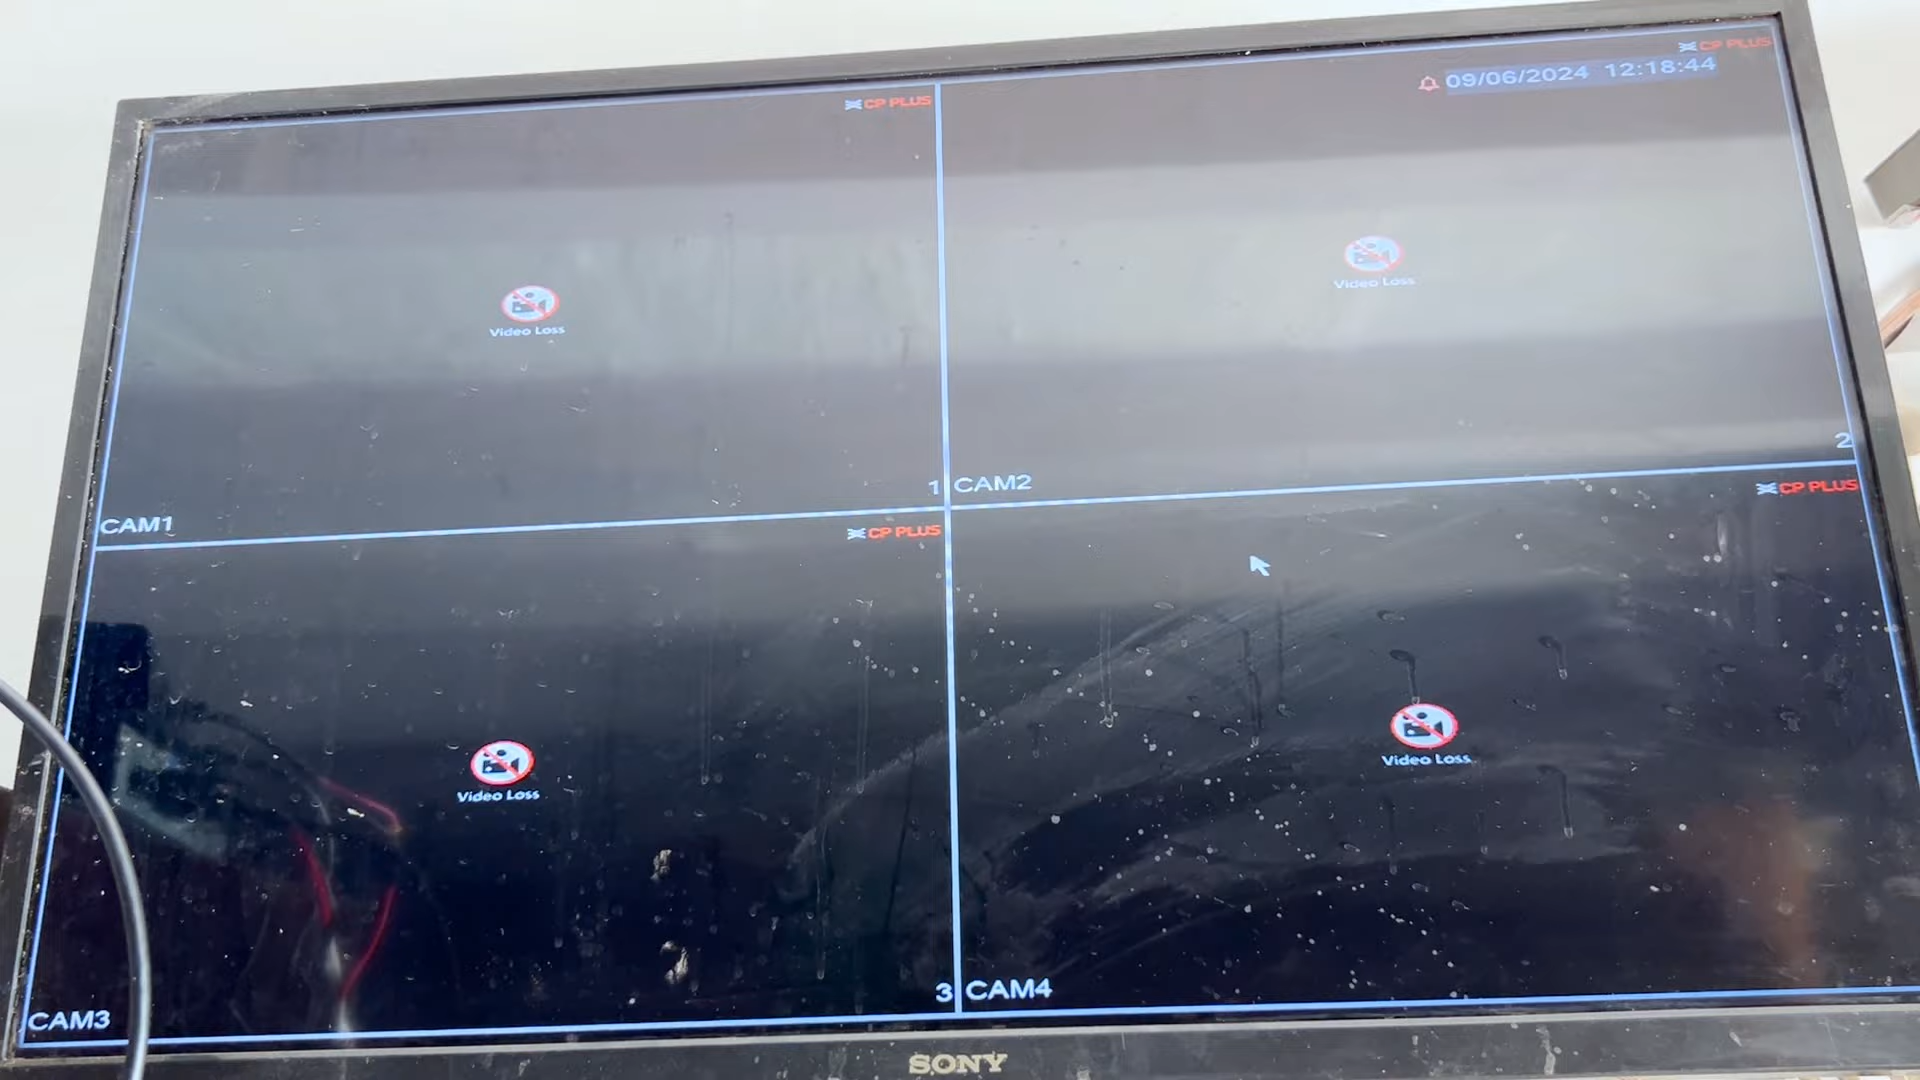 CP PLUS
CP PLUS
09/06/2024 12:18:44
Video Loss
Video Loss
CAM1
1
CAM2
2
CP PLUS
CP PLUS
Video Loss
Video Loss
CAM3
3
CAM4
SONY